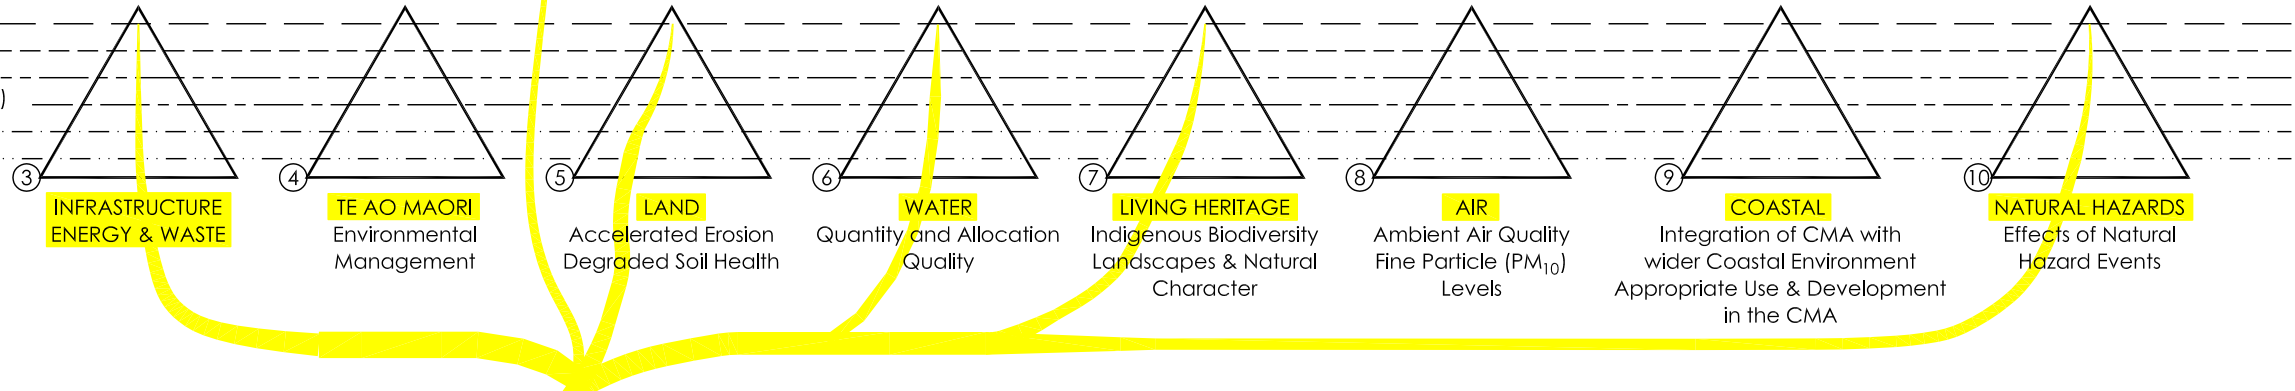 )
3
INFRASTRUCTURE
ENERGY & WASTE
4
TE AO MAORI
Environmental
Management
5
LAND
Accelerated Erosion
Degraded Soil Health
6
WATER
Quantity and Allocation
Quality
7
LIVING HERITAGE
Indigenous Biodiversity
Landscapes & Natural
Character
8
AIR
Ambient Air Quality
Fine Particle (PM₁₀)
Levels
9
COASTAL
Integration of CMA with
wider Coastal Environment
Appropriate Use & Development
in the CMA
10
NATURAL HAZARDS
Effects of Natural
Hazard Events